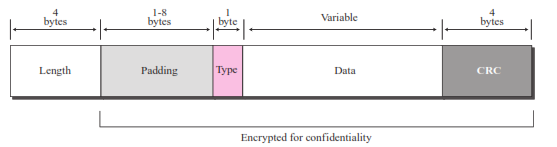 4
bytes
1-8
bytes
1
byte
Variable
4
bytes
Length
Padding
Type
Data
CRC
Encrypted for confidentiality